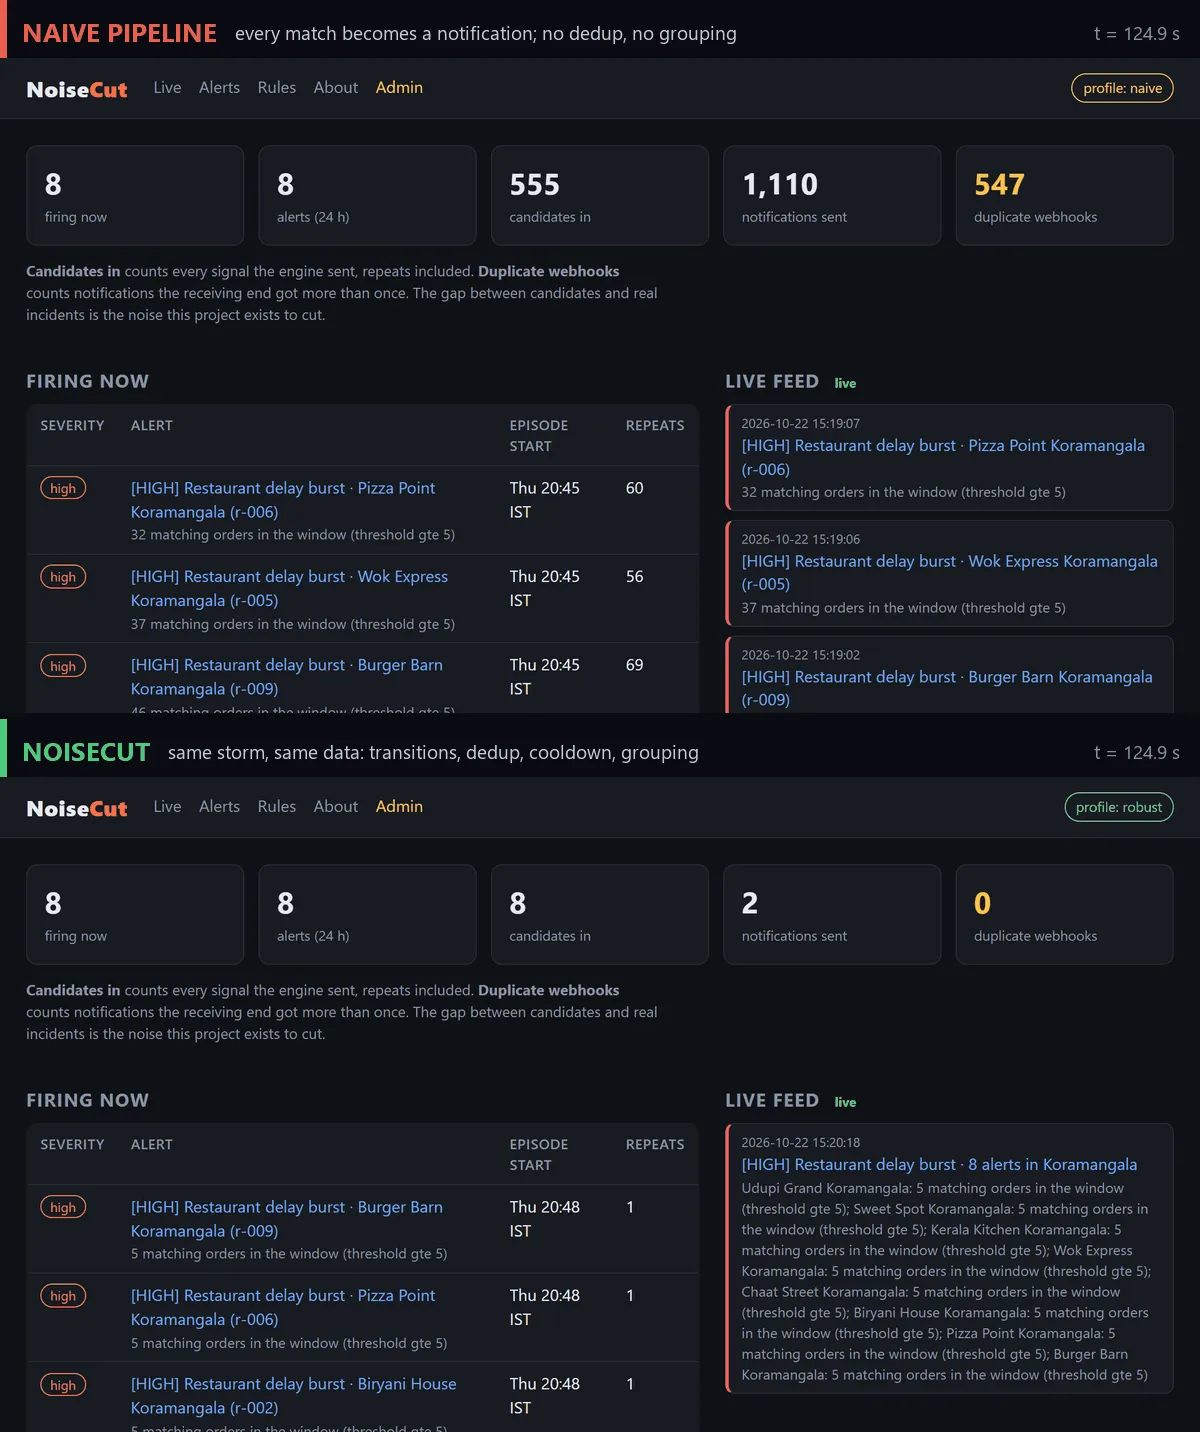 NAIVE PIPELINE every match becomes a notification; no dedup, no grouping t = 124.9 s
NoiseCut Live Alerts Rules About Admin profile: naive
8 8 555 1,110 547
firing now alerts (24 h) candidates in notifications sent duplicate webhooks
Candidates in counts every signal the engine sent, repeats included. Duplicate webhooks
counts notifications the receiving end got more than once. The gap between candidates and real
incidents is the noise this project exists to cut.
FIRING NOW
SEVERITY ALERT EPISODE START REPEATS
high [HIGH] Restaurant delay burst · Pizza Point Thu 20:45 60
Koramangala (r-006) IST
32 matching orders in the window (threshold gte 5)
high [HIGH] Restaurant delay burst · Wok Express Thu 20:45 56
Koramangala (r-005) IST
37 matching orders in the window (threshold gte 5)
high [HIGH] Restaurant delay burst · Burger Barn Thu 20:45 69
Koramangala (r-009) IST
46 matching orders in the window (threshold gte 5)
LIVE FEED live
2026-10-22 15:19:07
[HIGH] Restaurant delay burst · Pizza Point Koramangala
(r-006)
32 matching orders in the window (threshold gte 5)
2026-10-22 15:19:06
[HIGH] Restaurant delay burst · Wok Express Koramangala
(r-005)
37 matching orders in the window (threshold gte 5)
2026-10-22 15:19:02
[HIGH] Restaurant delay burst · Burger Barn Koramangala
(r-009)
NOISECUT same storm, same data: transitions, dedup, cooldown, grouping t = 124.9 s
NoiseCut Live Alerts Rules About Admin profile: robust
8 8 8 2 0
firing now alerts (24 h) candidates in notifications sent duplicate webhooks
Candidates in counts every signal the engine sent, repeats included. Duplicate webhooks
counts notifications the receiving end got more than once. The gap between candidates and real
incidents is the noise this project exists to cut.
FIRING NOW
SEVERITY ALERT EPISODE START REPEATS
high [HIGH] Restaurant delay burst · Burger Barn Thu 20:48 1
Koramangala (r-009) IST
5 matching orders in the window (threshold gte 5)
high [HIGH] Restaurant delay burst · Pizza Point Thu 20:48 1
Koramangala (r-006) IST
5 matching orders in the window (threshold gte 5)
high [HIGH] Restaurant delay burst · Biryani House Thu 20:48 1
Koramangala (r-002) IST
5 matching orders in the window (threshold gte 5)
LIVE FEED live
2026-10-22 15:20:18
[HIGH] Restaurant delay burst · 8 alerts in Koramangala
Udupi Grand Koramangala: 5 matching orders in the window
(threshold gte 5); Sweet Spot Koramangala: 5 matching orders in
the window (threshold gte 5); Kerala Kitchen Koramangala: 5
matching orders in the window (threshold gte 5); Wok Express
Koramangala: 5 matching orders in the window (threshold gte 5);
Chaat Street Koramangala: 5 matching orders in the window
(threshold gte 5); Biryani House Koramangala: 5 matching orders
in the window (threshold gte 5); Pizza Point Koramangala: 5
matching orders in the window (threshold gte 5); Burger Barn
Koramangala: 5 matching orders in the window (threshold gte 5)